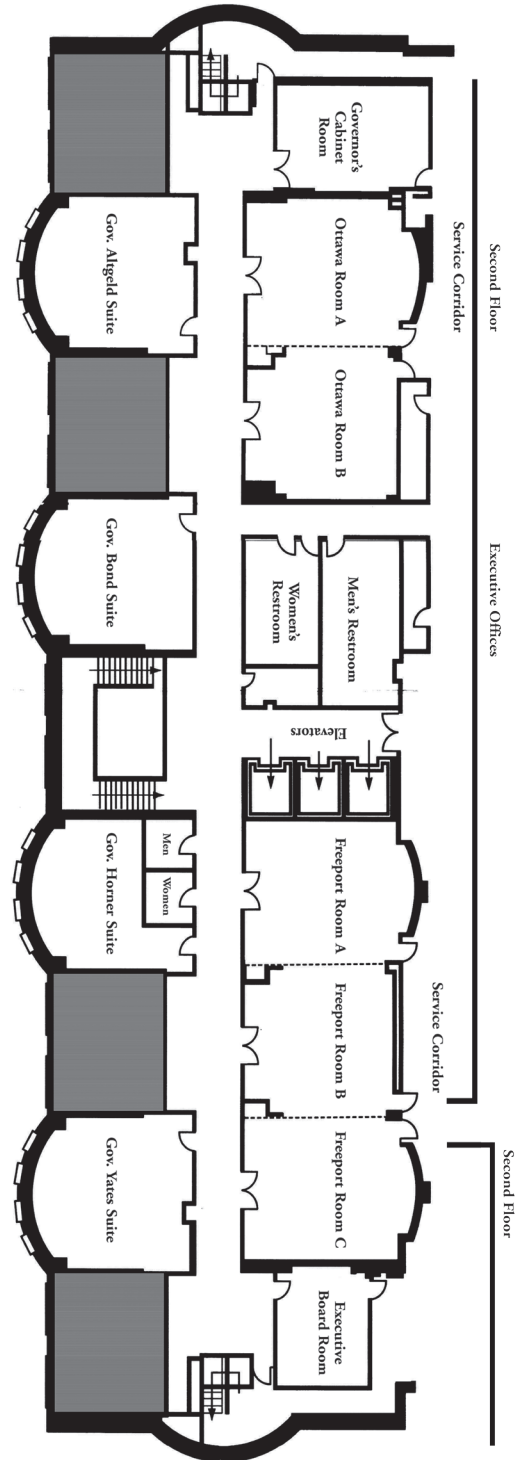 Second Floor
Executive Offices
Second Floor
Service Corridor
Service Corridor
Governor's
Cabinet
Room
Ottawa Room A
Ottawa Room B
Men's Restroom
Women's
Restroom
Elevators
Freeport Room A
Freeport Room B
Freeport Room C
Executive
Board Room
Gov. Altgeld Suite
Gov. Bond Suite
Men
Women
Gov. Horner Suite
Gov. Yates Suite